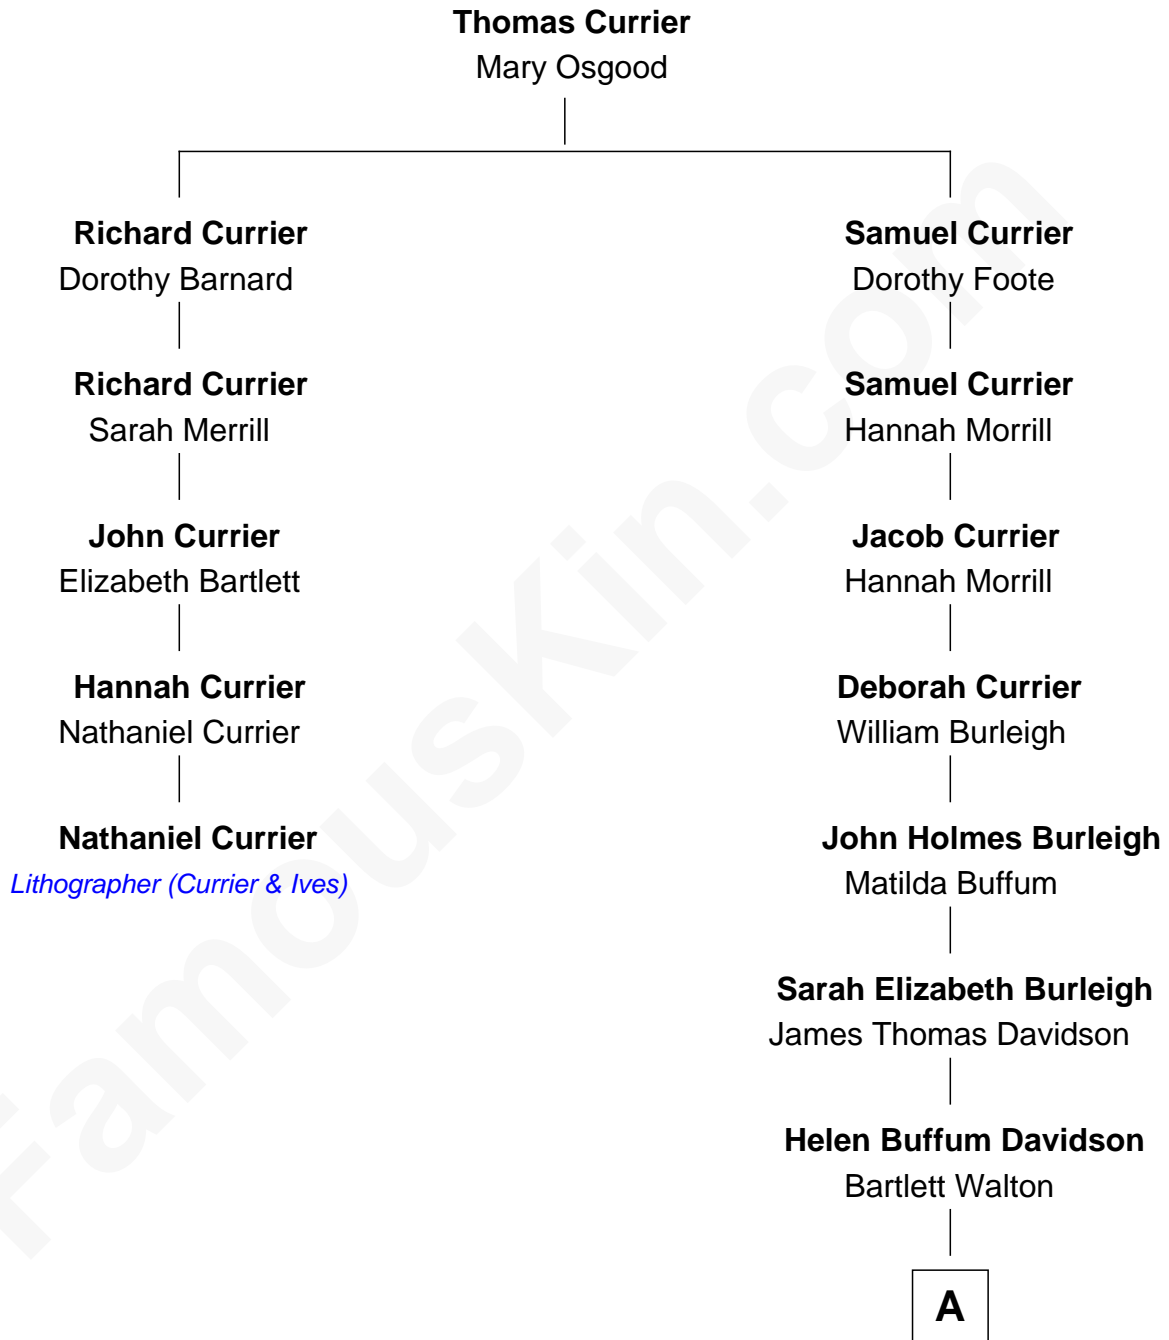 Thomas Currier
Mary Osgood
Richard Currier
Dorothy Barnard
Richard Currier
Sarah Merrill
John Currier
Elizabeth Bartlett
Hannah Currier
Nathaniel Currier
Nathaniel Currier
Lithographer (Currier & Ives)
Samuel Currier
Dorothy Foote
Samuel Currier
Hannah Morrill
Jacob Currier
Hannah Morrill
Deborah Currier
William Burleigh
John Holmes Burleigh
Matilda Buffum
Sarah Elizabeth Burleigh
James Thomas Davidson
Helen Buffum Davidson
Bartlett Walton
A
FamousKin.com